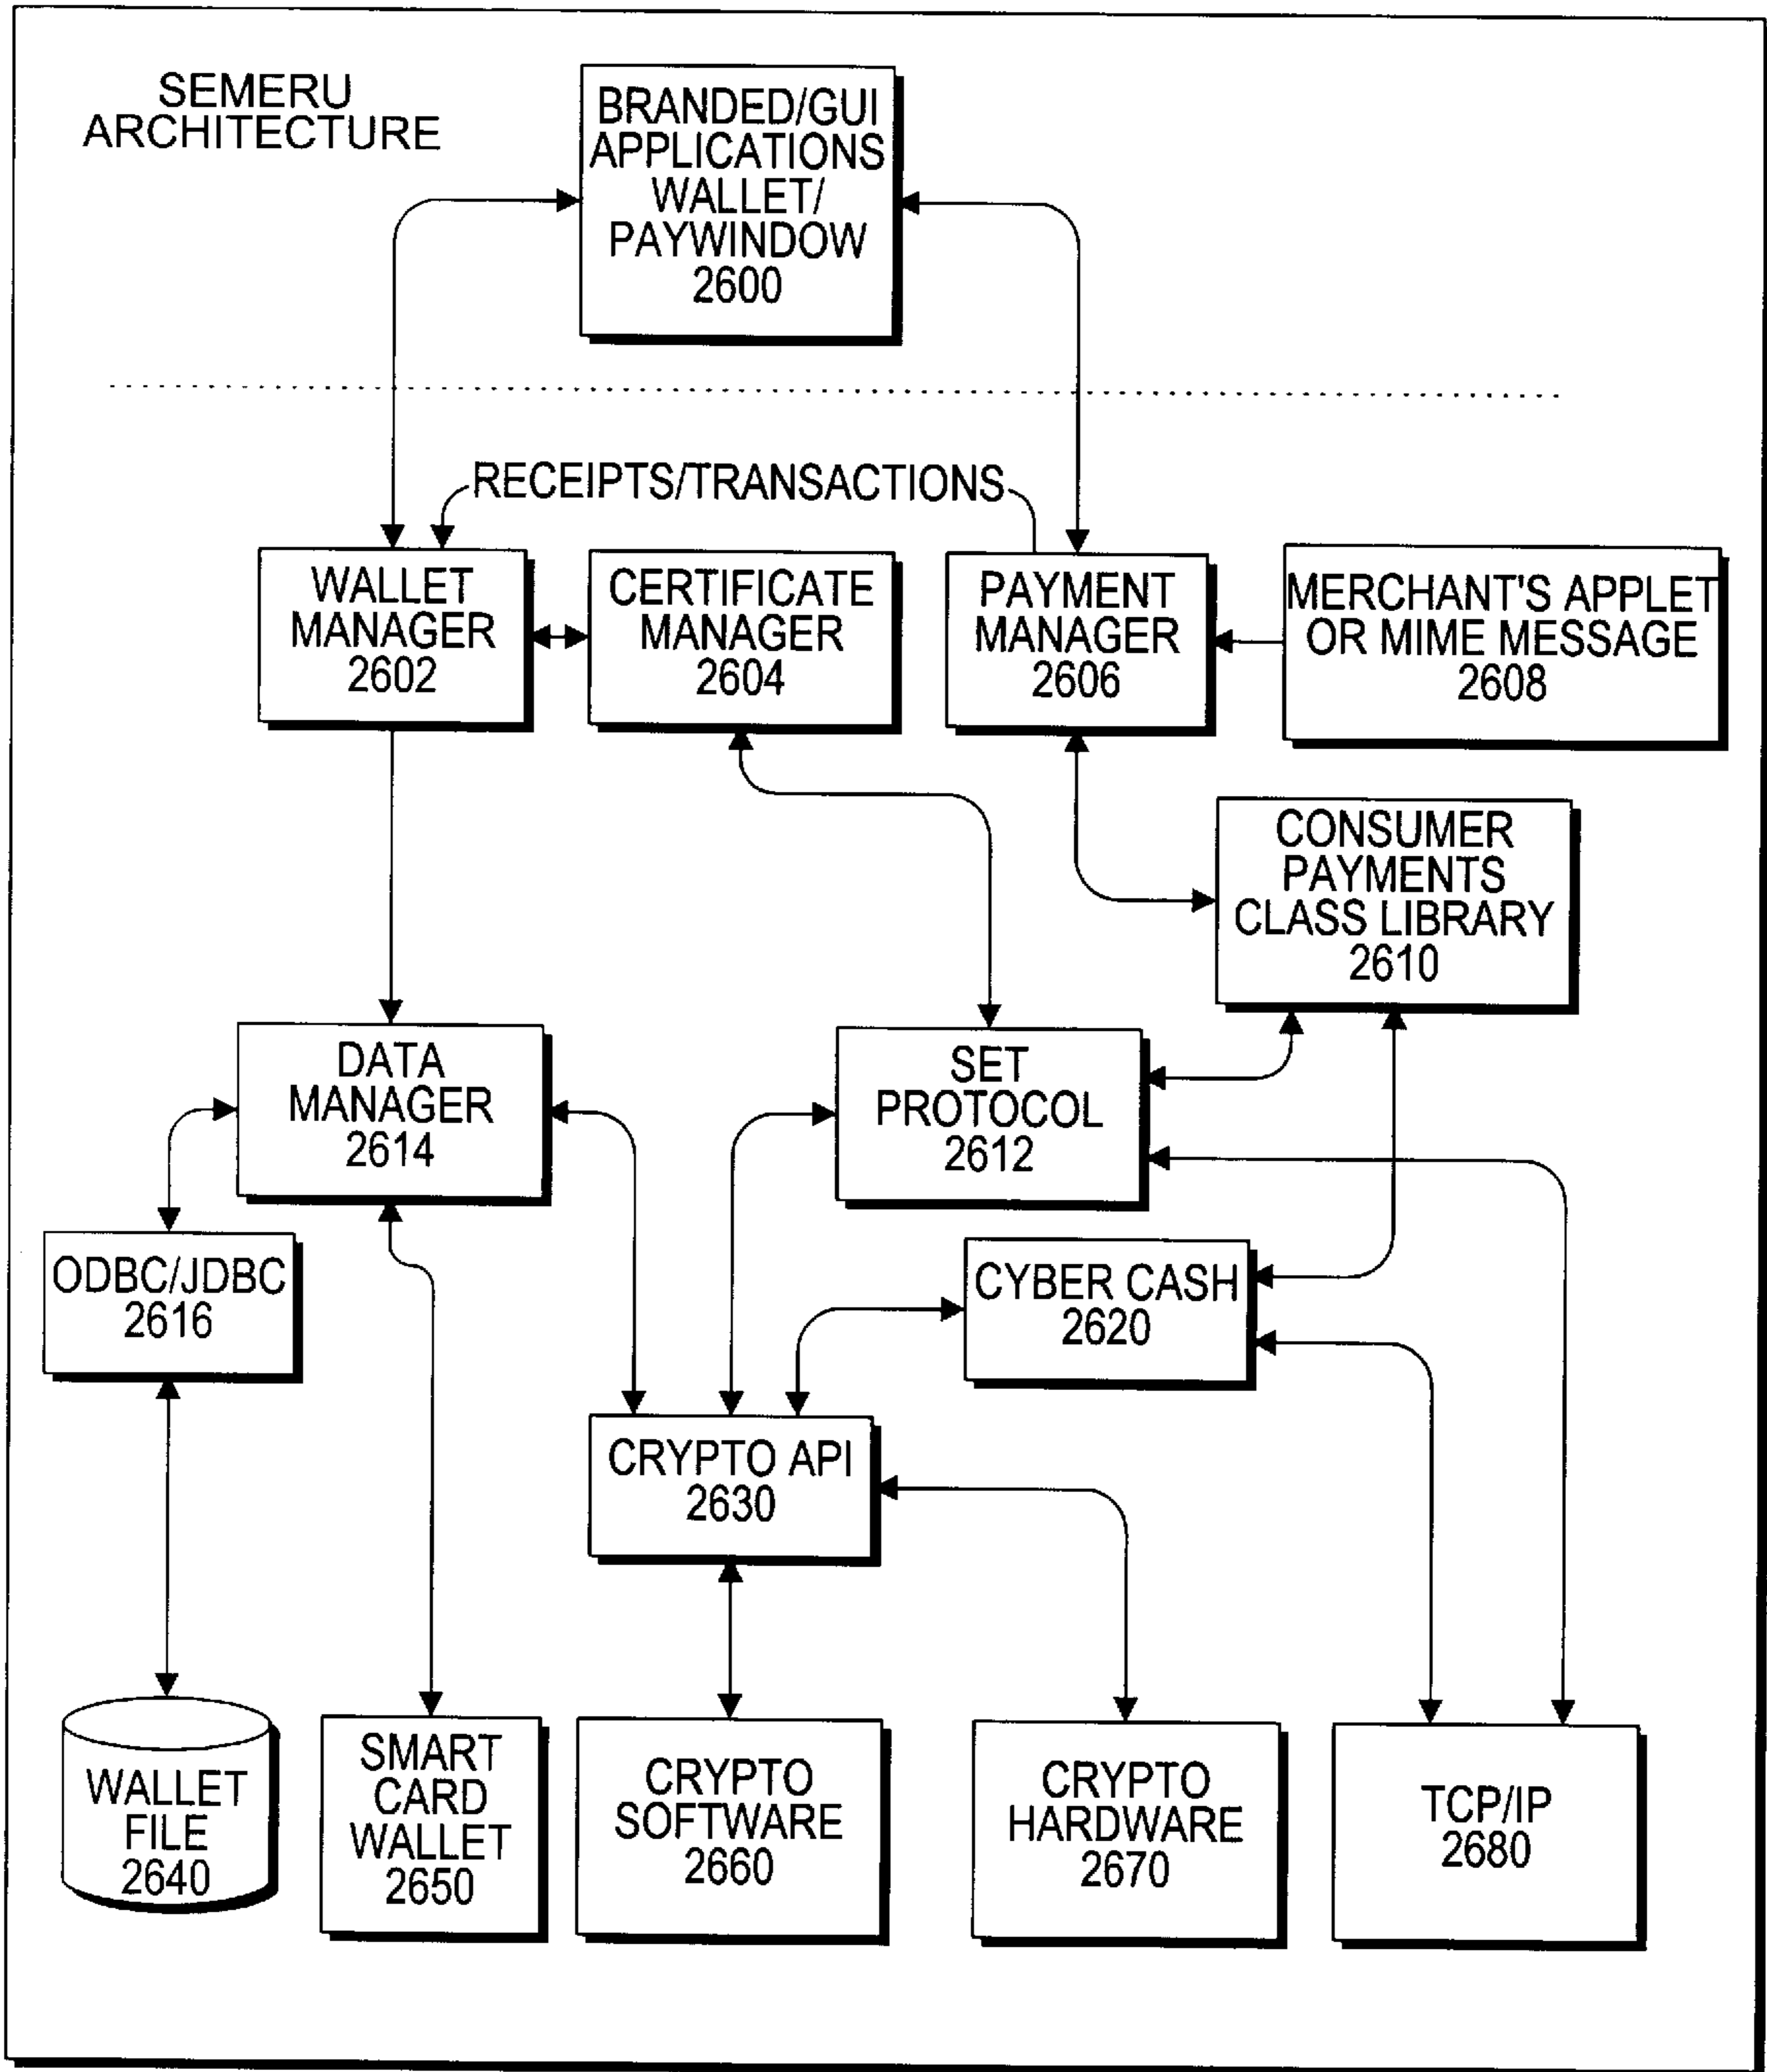 SEMERU
ARCHITECTURE
BRANDED/GUI
APPLICATIONS
WALLET/
PAYWINDOW
2600
RECEIPTS/TRANSACTIONS
WALLET
MANAGER
2602
CERTIFICATE
MANAGER
2604
PAYMENT
MANAGER
2606
MERCHANT'S APPLET
OR MIME MESSAGE
2608
CONSUMER
PAYMENTS
CLASS LIBRARY
2610
DATA
MANAGER
2614
SET
PROTOCOL
2612
ODBC/JDBC
2616
CYBER CASH
2620
CRYPTO API
2630
WALLET
FILE
2640
SMART
CARD
WALLET
2650
CRYPTO
SOFTWARE
2660
CRYPTO
HARDWARE
2670
TCP/IP
2680